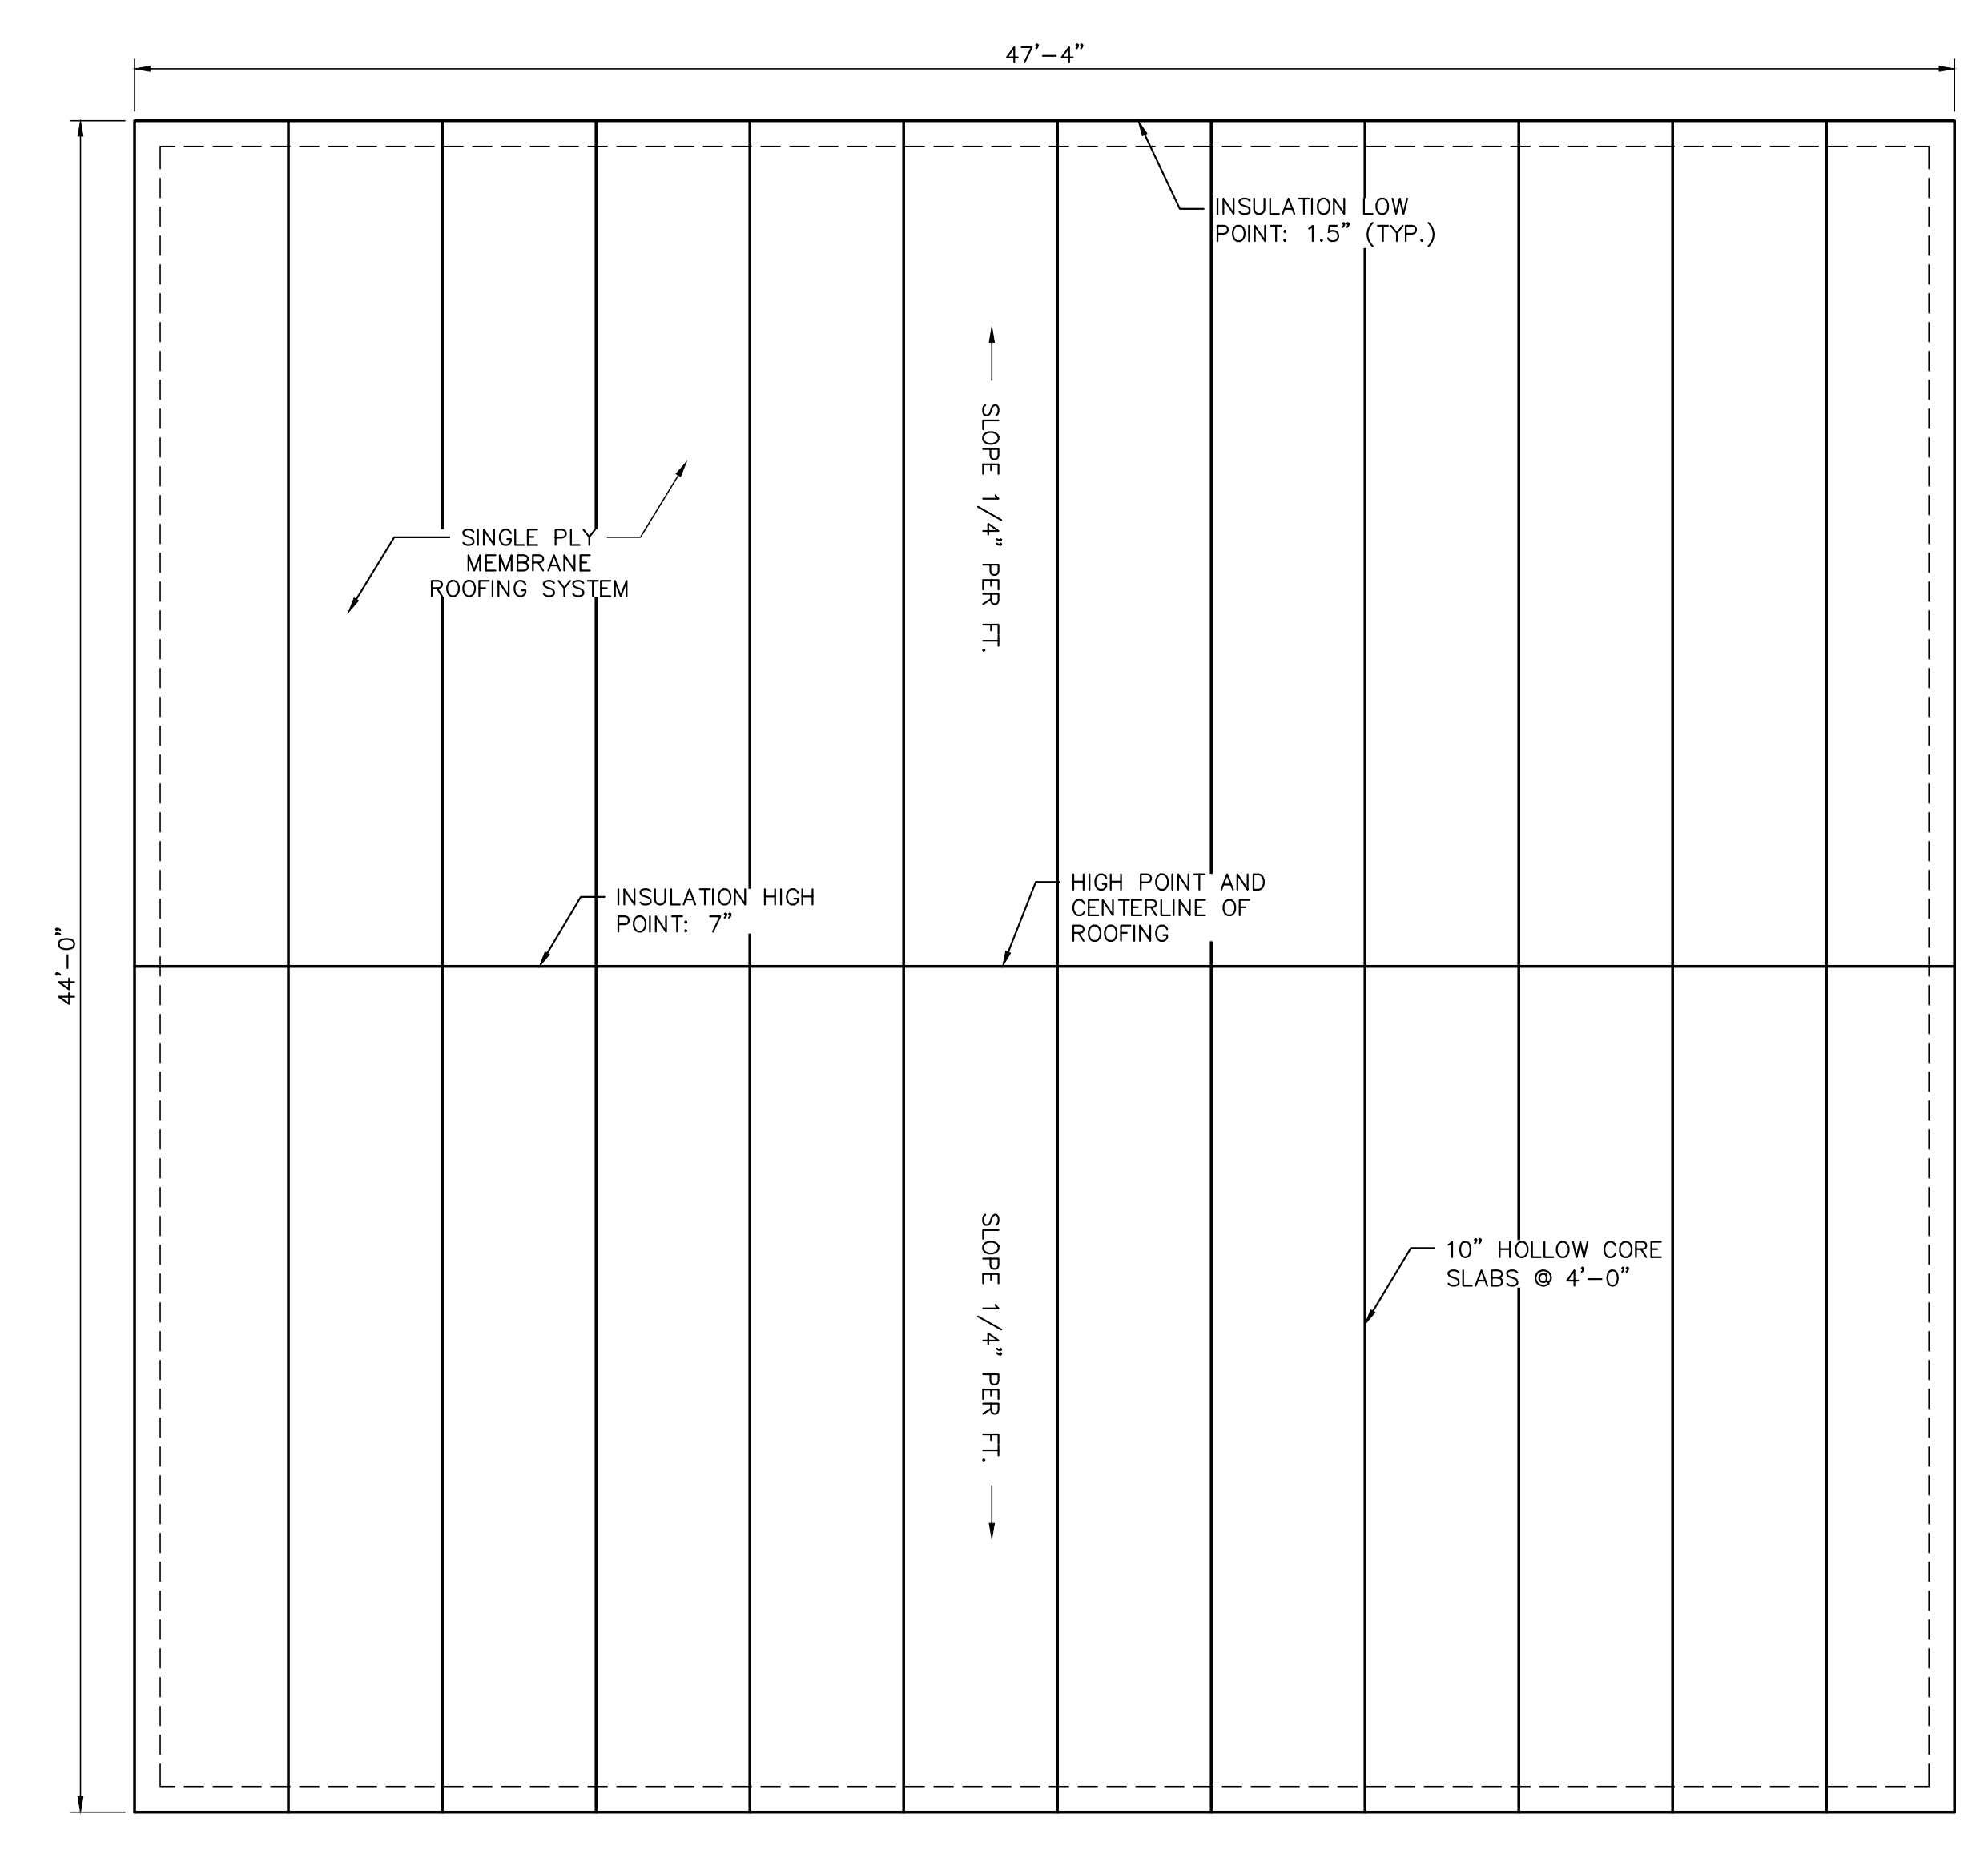 47'-4"
INSULATION LOW
POINT: 1.5" (TYP.)
SLOPE 1/4" PER FT.
SINGLE PLY
MEMBRANE
ROOFING SYSTEM
INSULATION HIGH
POINT: 7"
HIGH POINT AND
CENTERLINE OF
ROOFING
44'-0"
SLOPE 1/4" PER FT.
10" HOLLOW CORE
SLABS @ 4'-0"